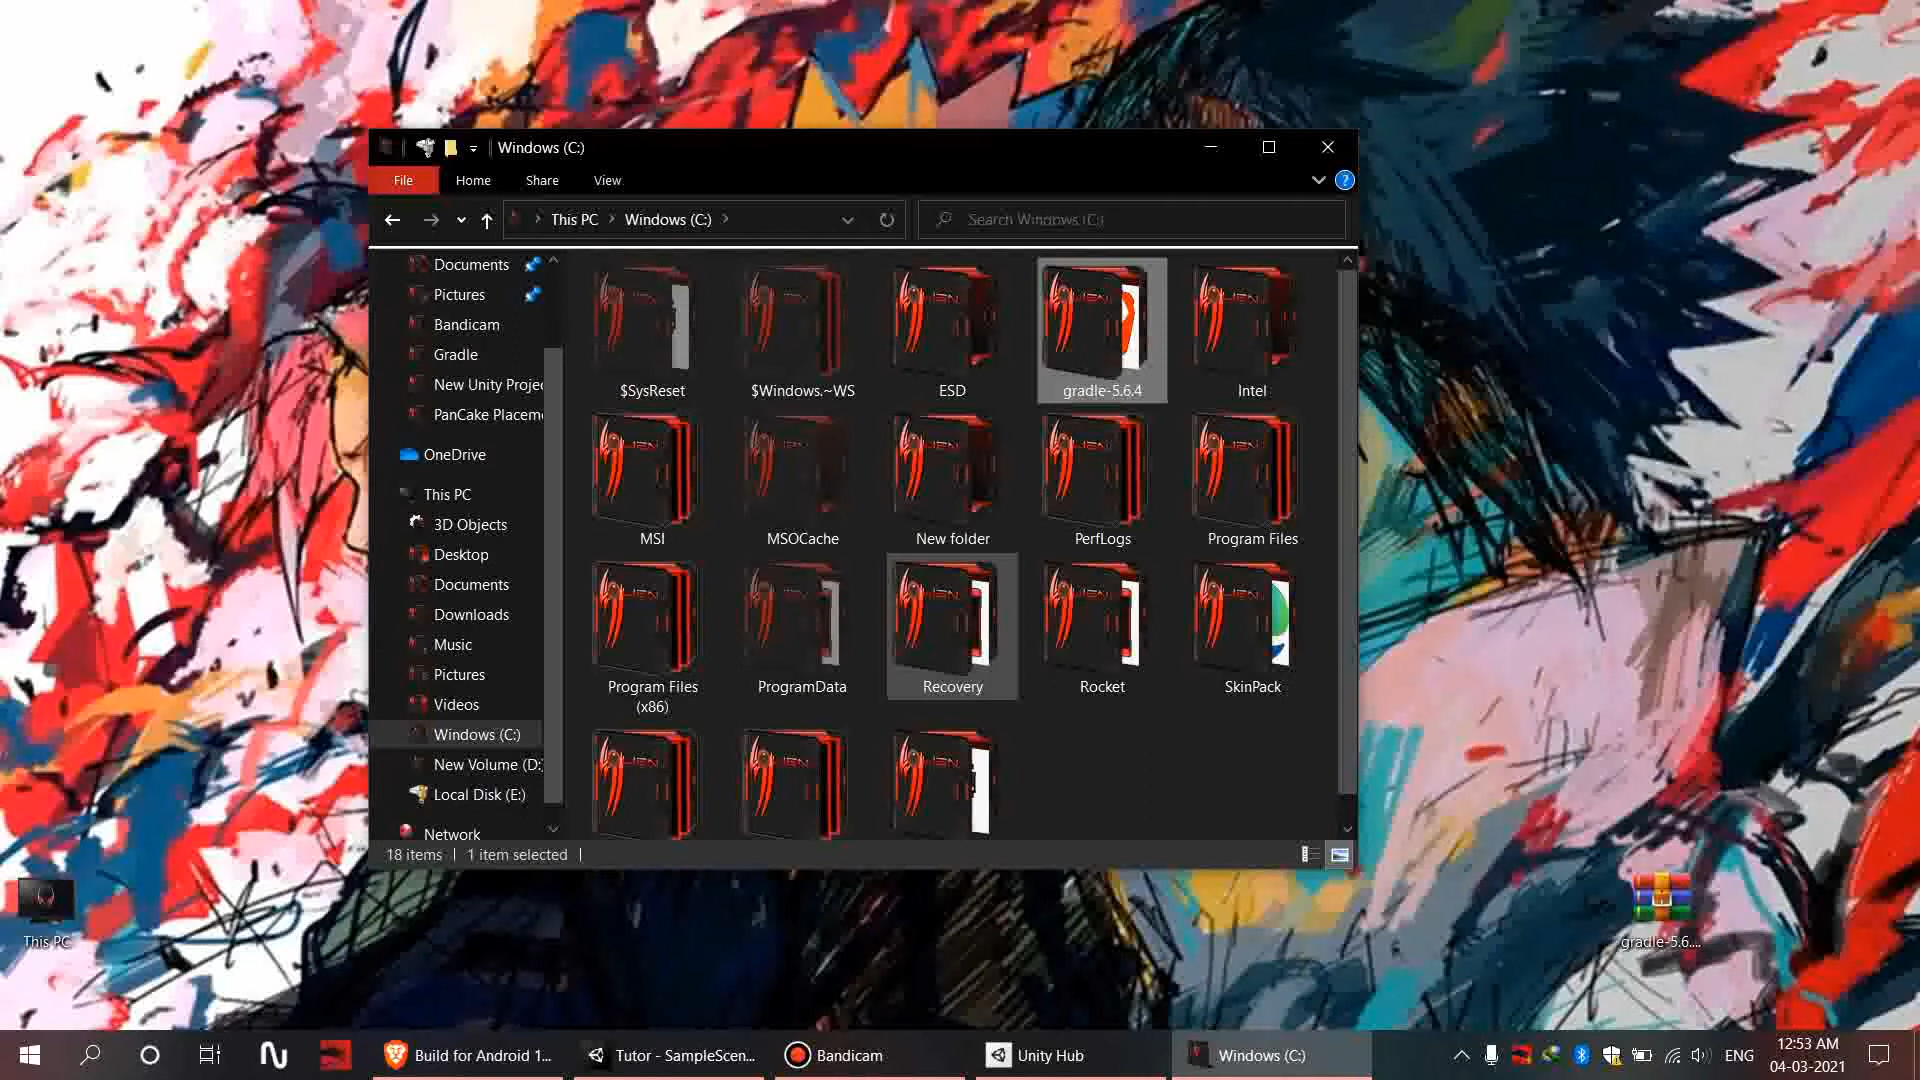 Windows (C:)
File Home Share View
This PC Windows (C:) Search Windows (C:)
Documents
Pictures
Bandicam
Gradle
New Unity Projec
PanCake Placem
OneDrive
This PC
3D Objects
Desktop
Documents
Downloads
Music
Pictures
Videos
Windows (C:)
New Volume (D:)
Local Disk (E:)
Network
$SysReset $Windows.~WS ESD gradle-5.6.4 Intel
MSI MSOCache New folder PerfLogs Program Files
Program Files (x86) ProgramData Recovery Rocket SkinPack
18 items 1 item selected
This PC
gradle-5.6....
Build for Android 1... Tutor - SampleScen... Bandicam Unity Hub Windows (C:) ENG
12:53 AM
04-03-2021